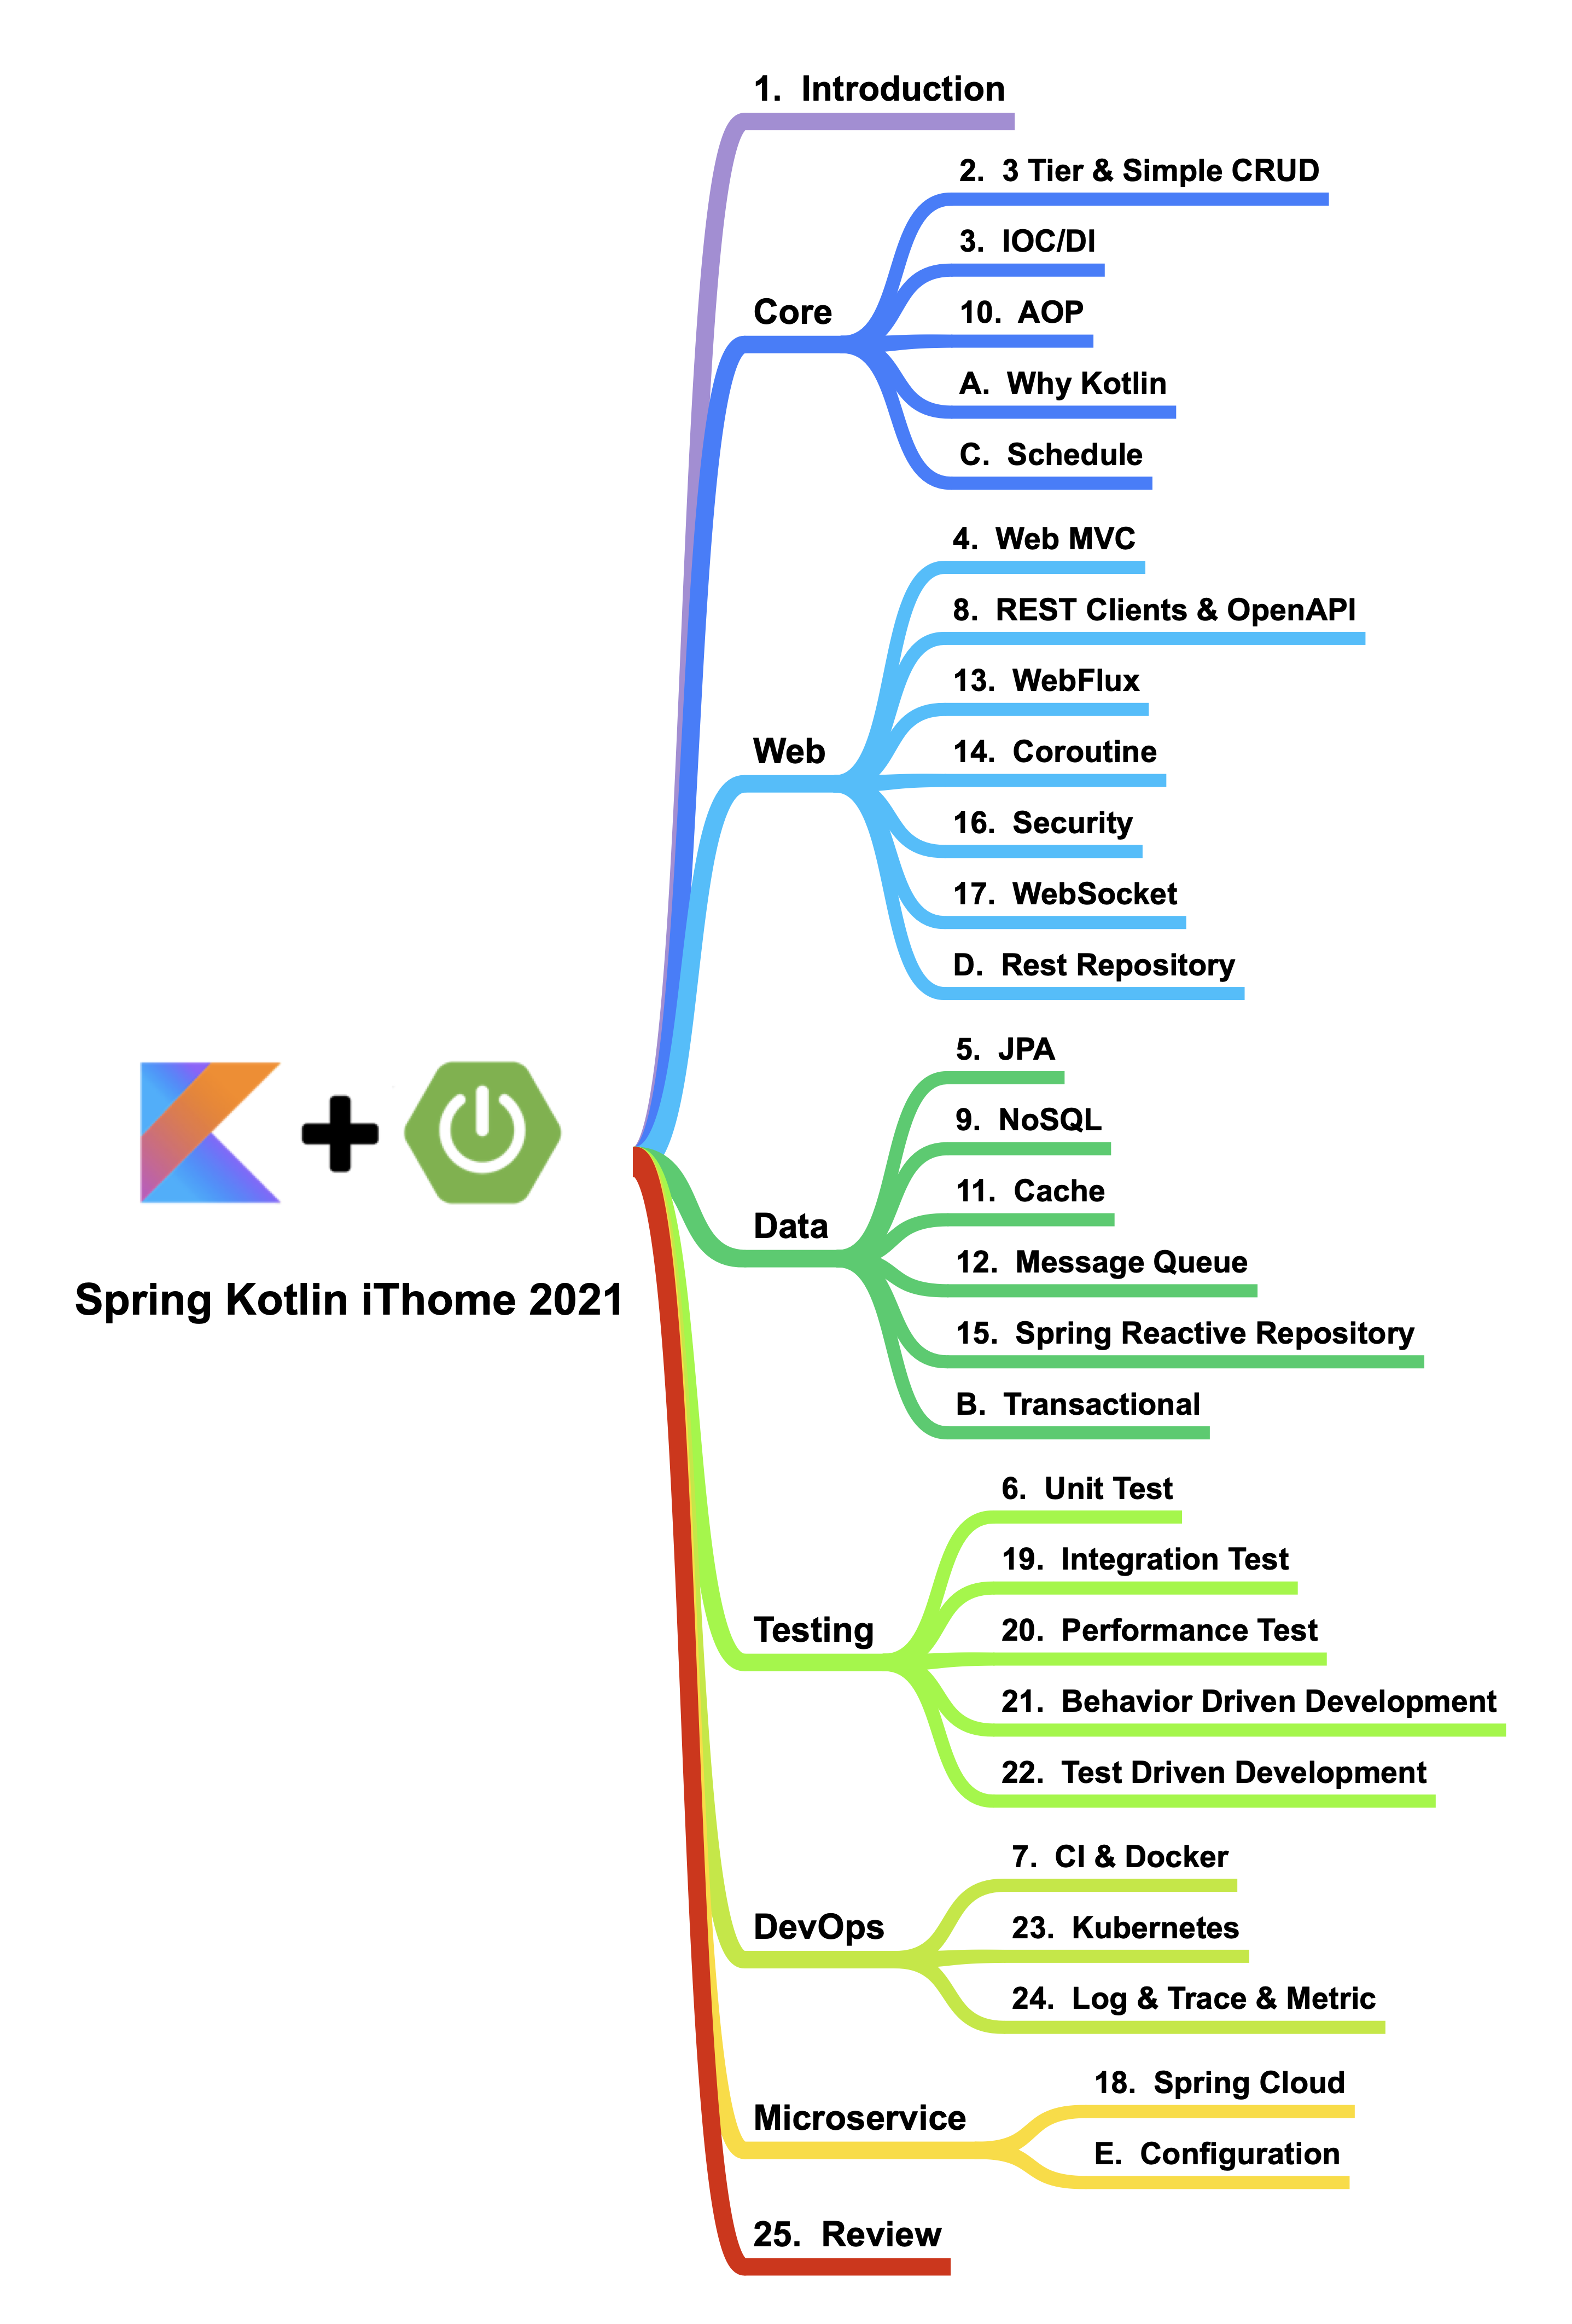 Spring Kotlin iThome 2021
1. Introduction
Core
2. 3 Tier & Simple CRUD
3. IOC/DI
10. AOP
A. Why Kotlin
C. Schedule
Web
4. Web MVC
8. REST Clients & OpenAPI
13. WebFlux
14. Coroutine
16. Security
17. WebSocket
D. Rest Repository
Data
5. JPA
9. NoSQL
11. Cache
12. Message Queue
15. Spring Reactive Repository
B. Transactional
Testing
6. Unit Test
19. Integration Test
20. Performance Test
21. Behavior Driven Development
22. Test Driven Development
DevOps
7. CI & Docker
23. Kubernetes
24. Log & Trace & Metric
Microservice
18. Spring Cloud
E. Configuration
25. Review